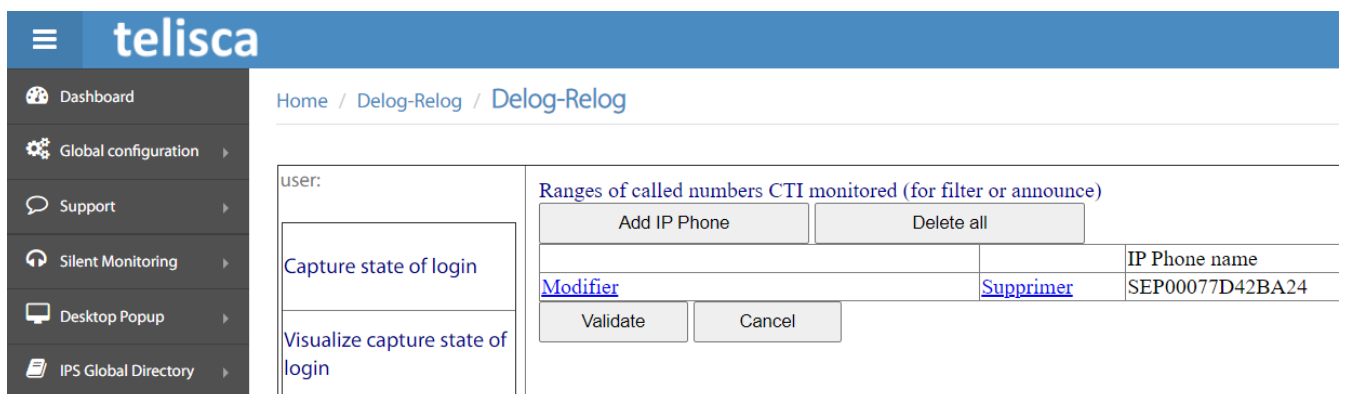 telisca
Dashboard
Global configuration
Support
Silent Monitoring
Desktop Popup
IPS Global Directory
Home / Delog-Relog / Delog-Relog
user:
Capture state of login
Visualize capture state of
login
Ranges of called numbers CTI monitored (for filter or announce)
Add IP Phone Delete all
IP Phone name
Modifier Supprimer SEP00077D42BA24
Validate Cancel